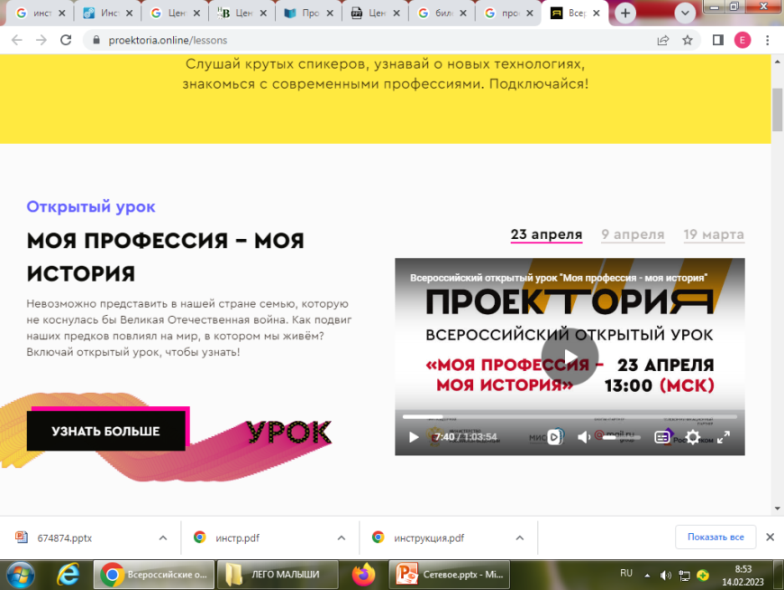 инст
Инс
Цен
Цен
Про
Цен
бил
про
Все
proektoria.online/lessons
E
Слушай крутых спикеров, узнавай о новых технологиях,
знакомься с современными профессиями. Подключайся!
Открытый урок
МОЯ ПРОФЕССИЯ – МОЯ
ИСТОРИЯ
Невозможно представить в нашей стране семью, которую
не коснулась бы Великая Отечественная война. Как подвиг
наших предков повлиял на мир, в котором мы живём?
Включай открытый урок, чтобы узнать!
УЗНАТЬ БОЛЬШЕ
УРОК
23 апреля 9 апреля 19 марта
Всероссийский открытый урок "Моя профессия - моя история"
ПРОЕКТОРИЯ
ВСЕРОССИЙСКИЙ ОТКРЫТЫЙ УРОК
«МОЯ ПРОФЕССИЯ – 23 АПРЕЛЯ
МОЯ ИСТОРИЯ» 13:00 (МСК)
7:40 / 1:03:54
674874.pptx
инстр.pdf
инструкция.pdf
Показать все
Всероссийские о...
ЛЕГО МАЛЫШИ
Сетевое.pptx - Mi...
RU
8:53
14.02.2023